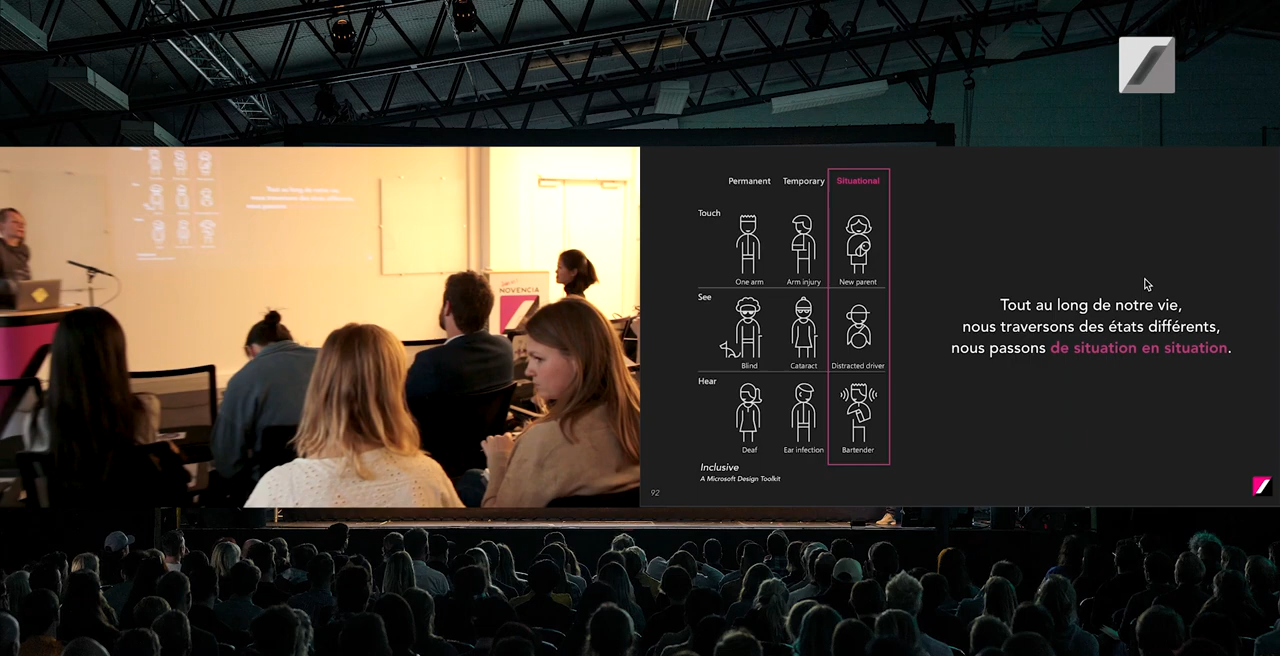 NOVENCIA
Permanent Temporary Situational
Touch
One arm Arm injury New parent
See
Blind Cataract Distracted driver
Hear
Deaf Ear infection Bartender
Inclusive
A Microsoft Design Toolkit
92
Tout au long de notre vie,
nous traversons des états différents,
nous passons de situation en situation.